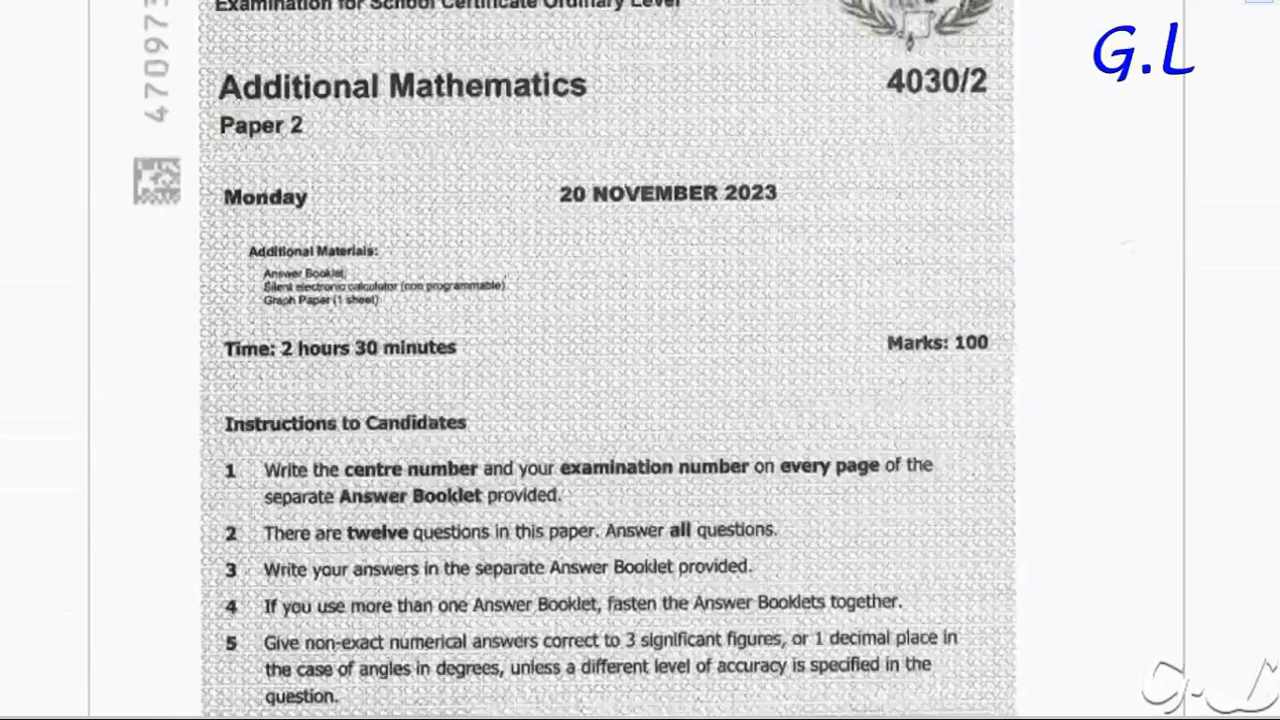 Examination for School Certificate Ordinary Level
G.L
47097
Additional Mathematics 4030/2
Paper 2
Monday 20 NOVEMBER 2023
Additional Materials:
Answer Booklet
Silent electronic calculator (non programmable)
Graph Paper (1 sheet)
Time: 2 hours 30 minutes Marks: 100
Instructions to Candidates
1 Write the centre number and your examination number on every page of the
separate Answer Booklet provided.
2 There are twelve questions in this paper. Answer all questions.
3 Write your answers in the separate Answer Booklet provided.
4 If you use more than one Answer Booklet, fasten the Answer Booklets together.
5 Give non-exact numerical answers correct to 3 significant figures, or 1 decimal place in
the case of angles in degrees, unless a different level of accuracy is specified in the
question.
G.L